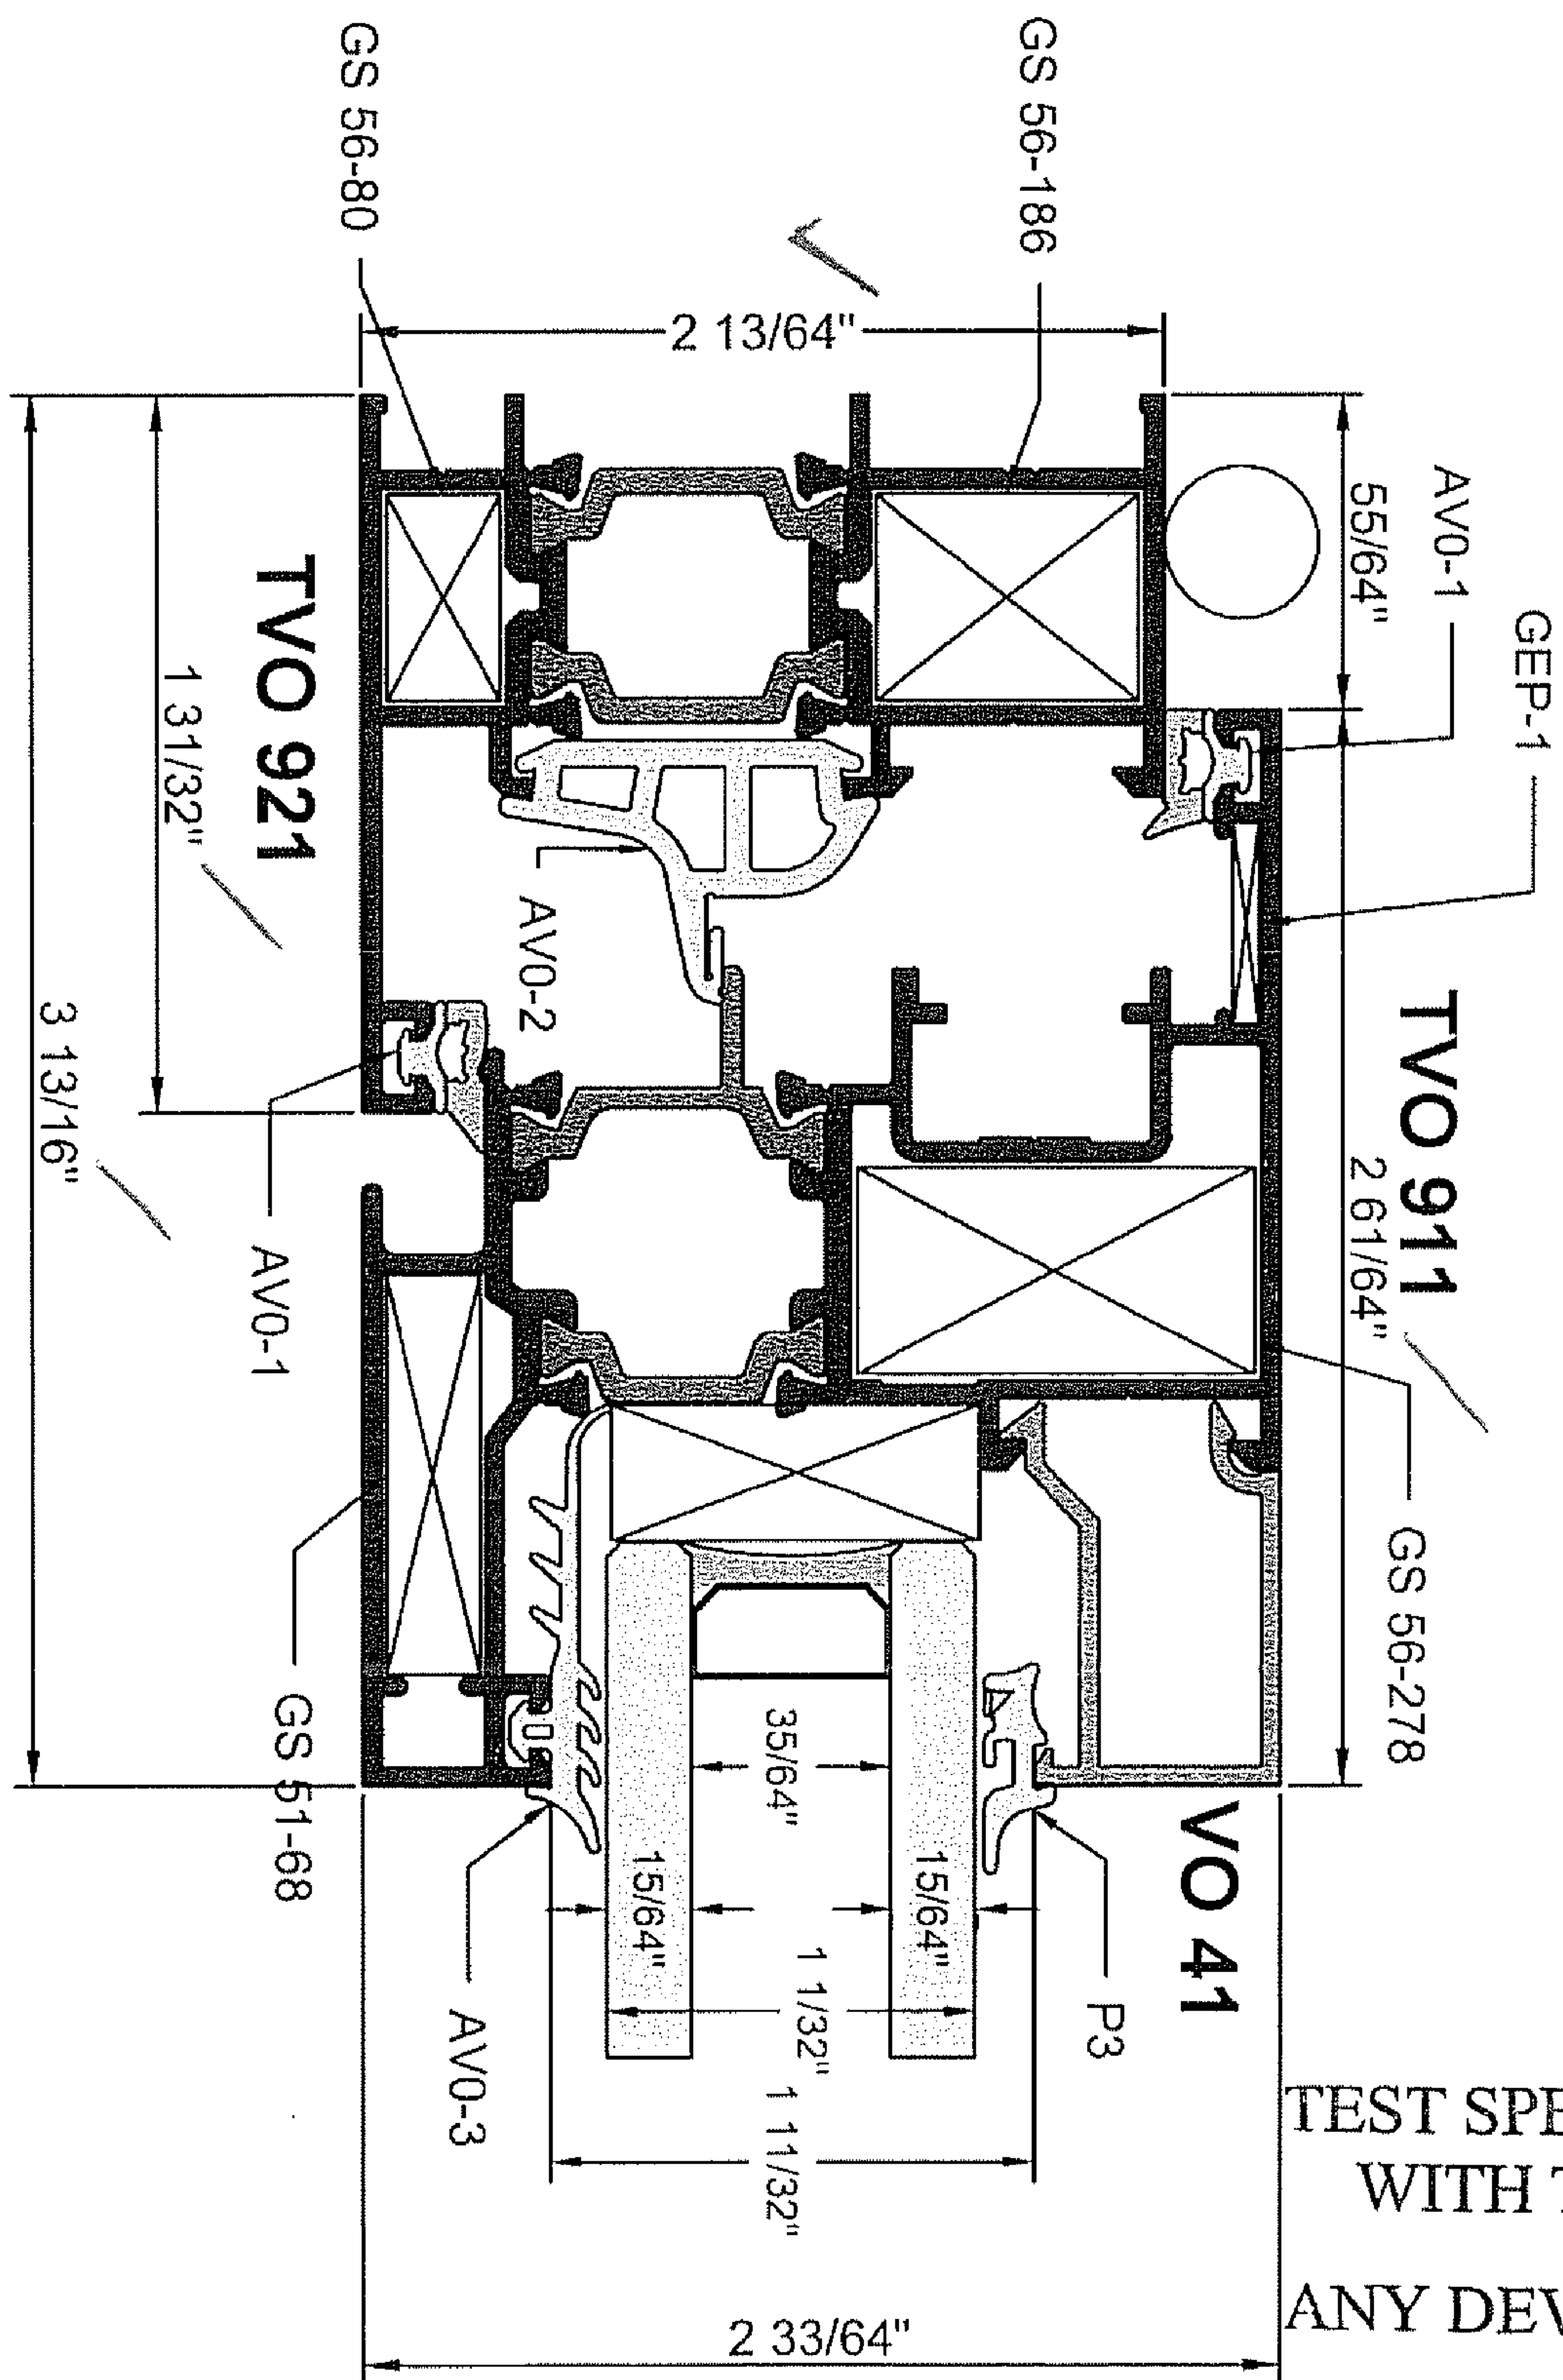 GS 56-80
GS 56-186
2 13/64"
AV0-1
55/64"
GEP-1
TVO 921
1 31/32"
3 13/16"
AV0-2
TVO 911
2 61/64"
AV0-1
GS 56-278
GS 51-68
35/64"
15/64"
15/64"
VO 41
1 1/32"
P3
AV0-3
1 11/32"
2 33/64"
TEST SPE
WITH T
ANY DEV